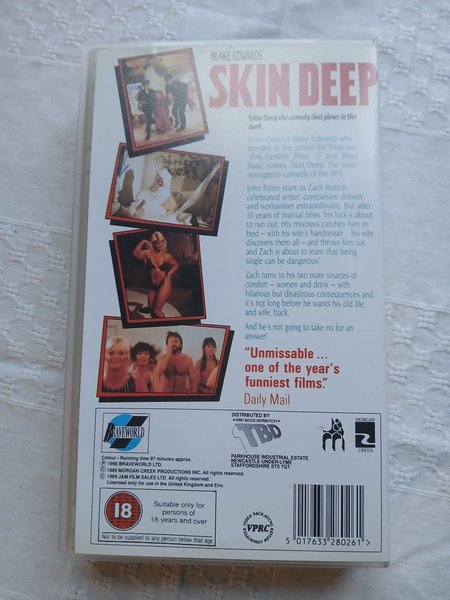 BLAKE EDWARDS'
SKIN DEEP
Skin Deep the comedy that glows in the
dark.
From Director Blake Edwards who
brought to the screen the hilarious
'Pink Panther' films, '10' and 'Blind
Date' comes 'Skin Deep' the most
outrageous comedy of the 80's
John Ritter stars as Zach Hutton,
celebrated writer, compulsive drinker
and womaniser extraordinaire. But after
10 years of marital bliss, his luck's about
to run out. His mistress catches him in
bed – with his wife's hairdresser... his wife
discovers them all – and throws him out
and Zach is about to learn that being
single can be dangerous!
Zach turns to his two main sources of
comfort – women and drink – with
hilarious but disastrous consequences and
it's not long before he wants his old life,
and wife, back.
And he's not going to take no for an
answer!
"Unmissable ...
one of the year's
funniest films."
Daily Mail
BRAVEWORLD
DISTRIBUTED BY
TERRY BLOOD DISTRIBUTION
TBD
PARKHOUSE INDUSTRIAL ESTATE
NEWCASTLE-UNDER-LYME
STAFFORDSHIRE ST5 7QT.
MORGAN
CREEK
Colour - Running time 97 minutes approx.
© 1990 BRAVEWORLD LTD.
© 1989 MORGAN CREEK PRODUCTIONS INC. All rights reserved.
© 1989 J&M FILM SALES LTD. All rights reserved.
Licensed only for use in the United Kingdom and Eire.
18
Suitable only for
persons of
18 years and over
Not to be supplied to any person below that age
VIDEO PACKAGING REVIEW COMMITTEE
VPRC
5 017633 280261 >